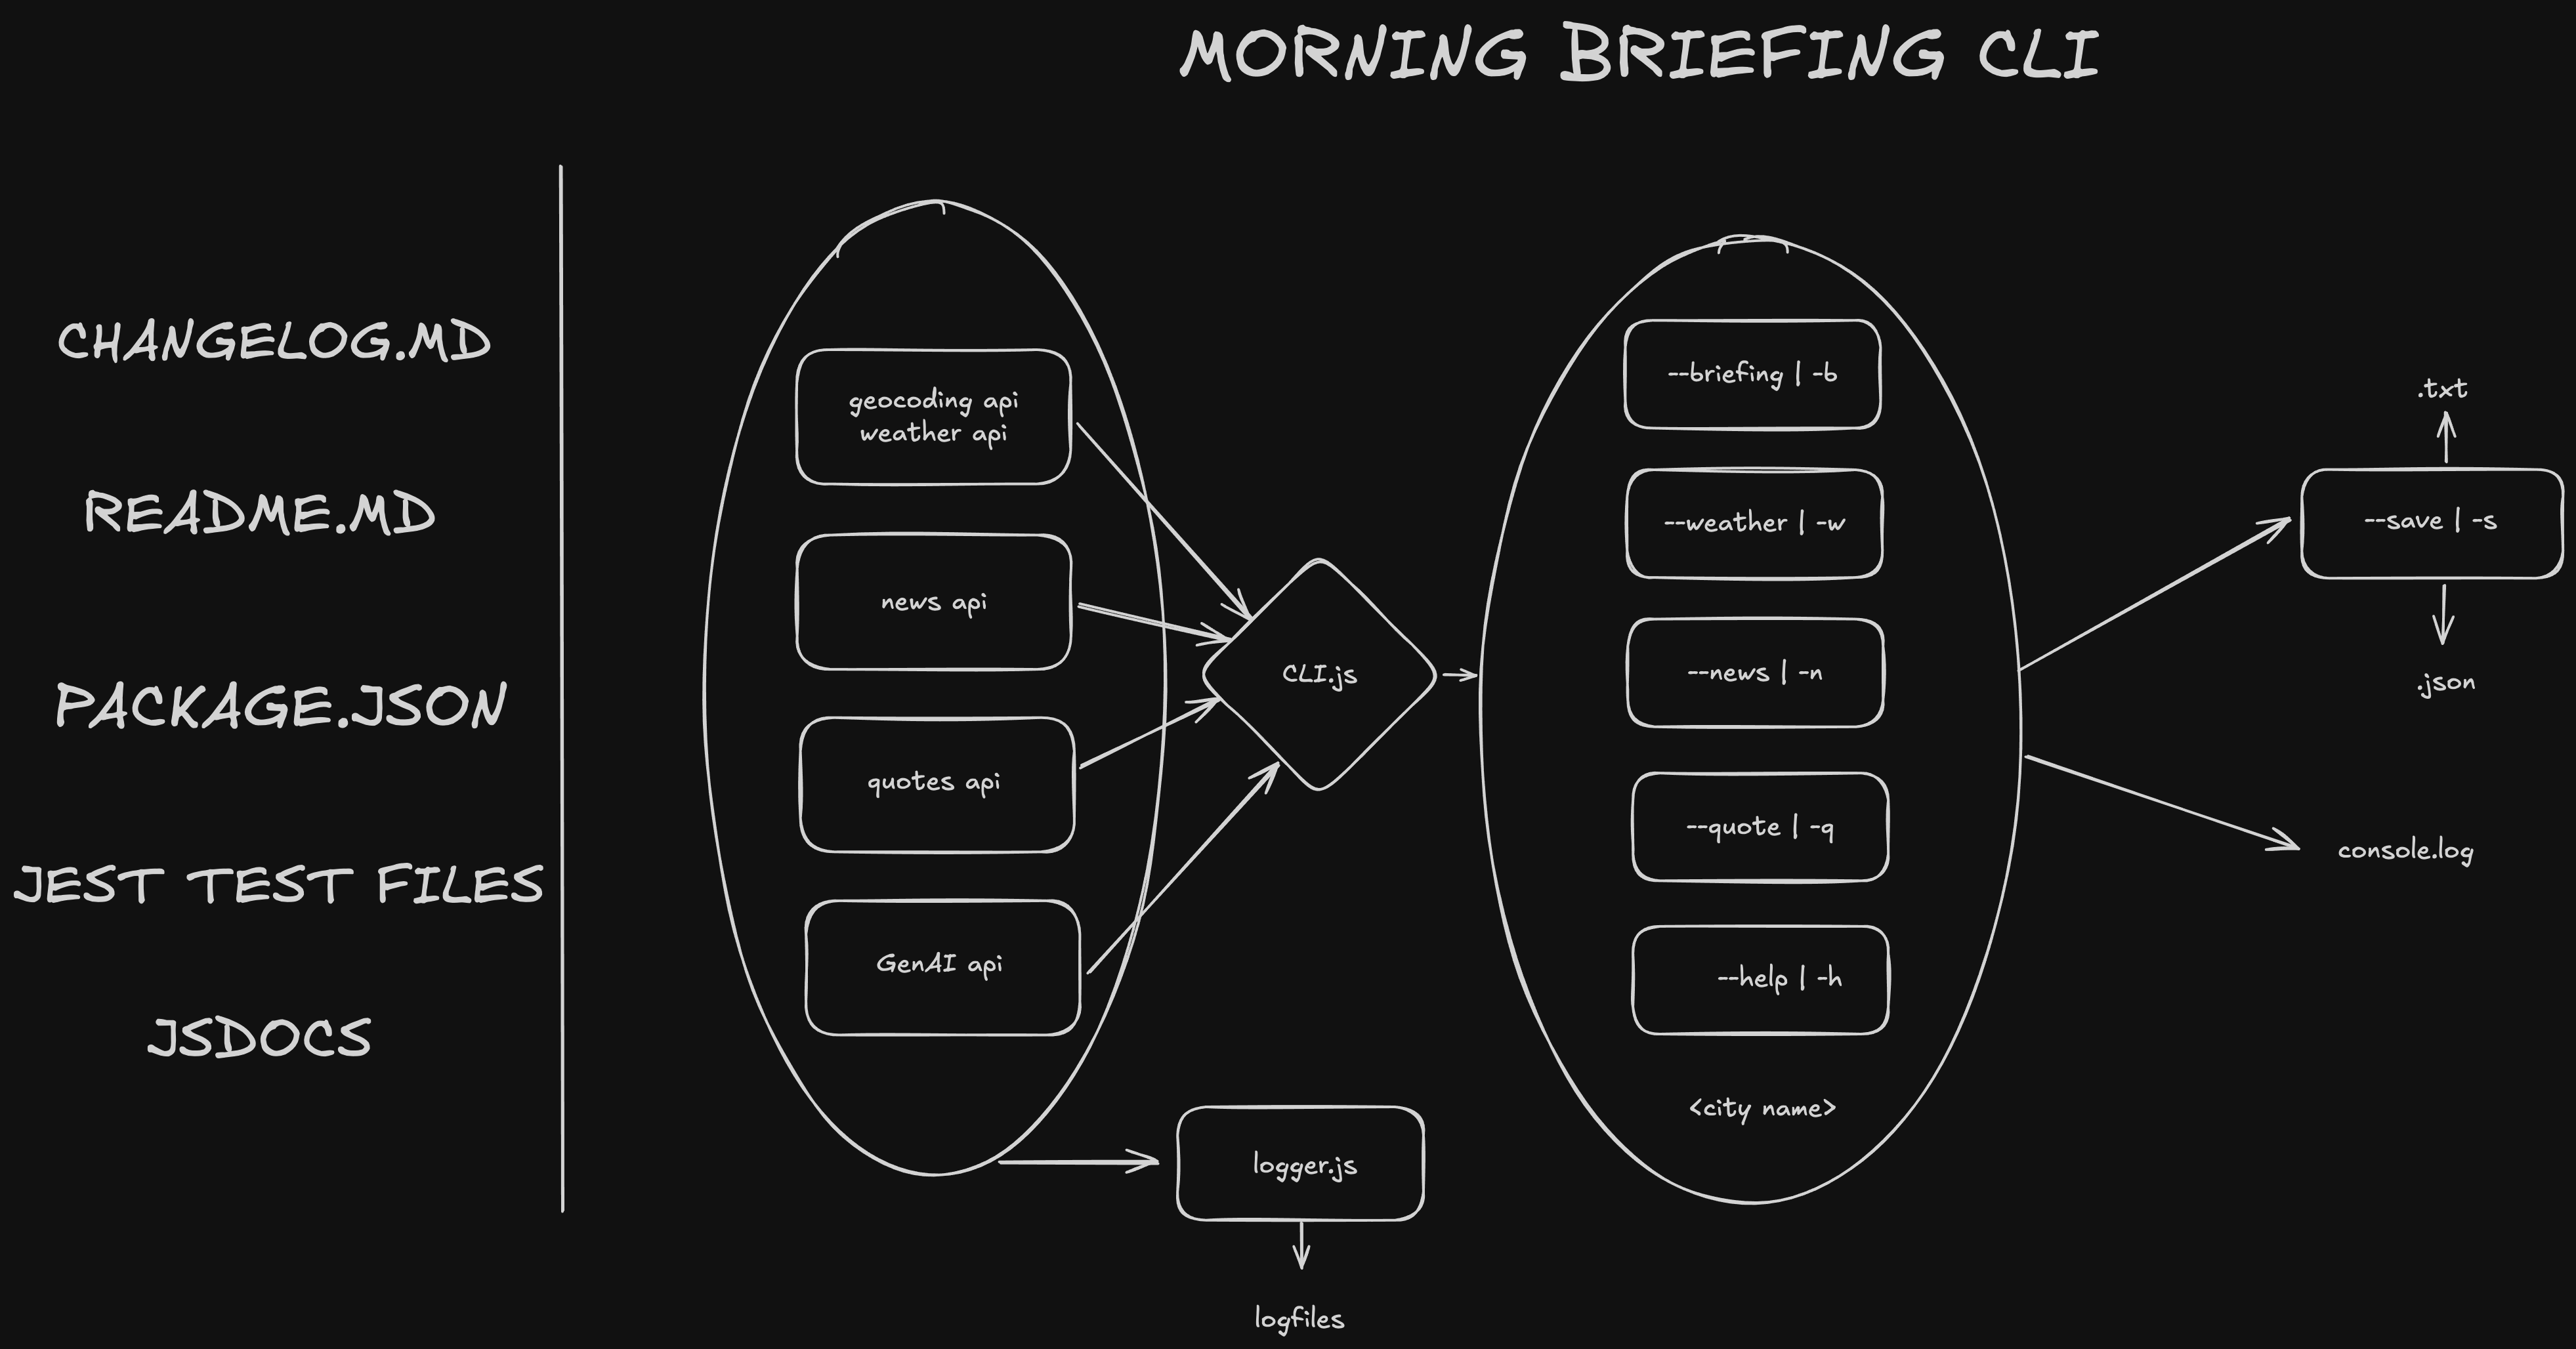 MORNING BRIEFING CLI
CHANGELOG.MD
README.MD
PACKAGE.JSON
JEST TEST FILES
JSDOCS
geocoding api
weather api
news api
quotes api
GenAI api
CLI.js
logger.js
logfiles
--briefing | -b
--weather | -w
--news | -n
--quote | -q
--help | -h
<city name>
.txt
--save | -s
.json
console.log